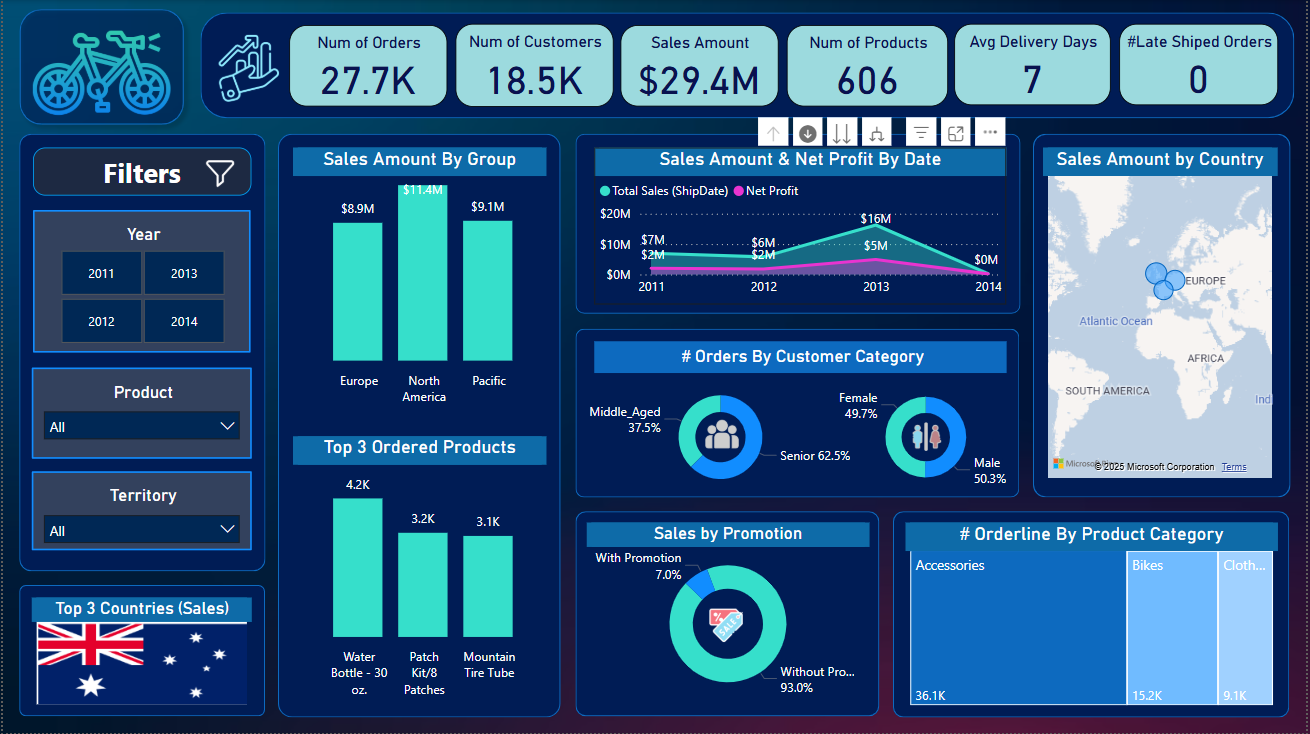 Num of Orders
27.7K
Num of Customers
18.5K
Sales Amount
$29.4M
Num of Products
606
Avg Delivery Days
7
#Late Shiped Orders
0
Filters
Year
2011
2013
2012
2014
Product
All
Territory
All
Top 3 Countries (Sales)
Sales Amount By Group
$8.9M
$11.4M
$9.1M
Europe
North
America
Pacific
Top 3 Ordered Products
4.2K
3.2K
3.1K
Water
Bottle - 30
oz.
Patch
Kit/8
Patches
Mountain
Tire Tube
Sales Amount & Net Profit By Date
Total Sales (ShipDate)
Net Profit
$20M
$10M
$0M
$7M
$2M
$6M
$2M
$16M
$5M
$0M
2011
2012
2013
2014
# Orders By Customer Category
Middle_Aged
37.5%
Senior 62.5%
Female
49.7%
Male
50.3%
Sales by Promotion
With Promotion
7.0%
SALE
Without Pro...
93.0%
Sales Amount by Country
EUROPE
Atlantic Ocean
AFRICA
SOUTH AMERICA
Ind
Microsoft
© 2025 Microsoft Corporation Terms
# Orderline By Product Category
Accessories
36.1K
Bikes
15.2K
Cloth...
9.1K